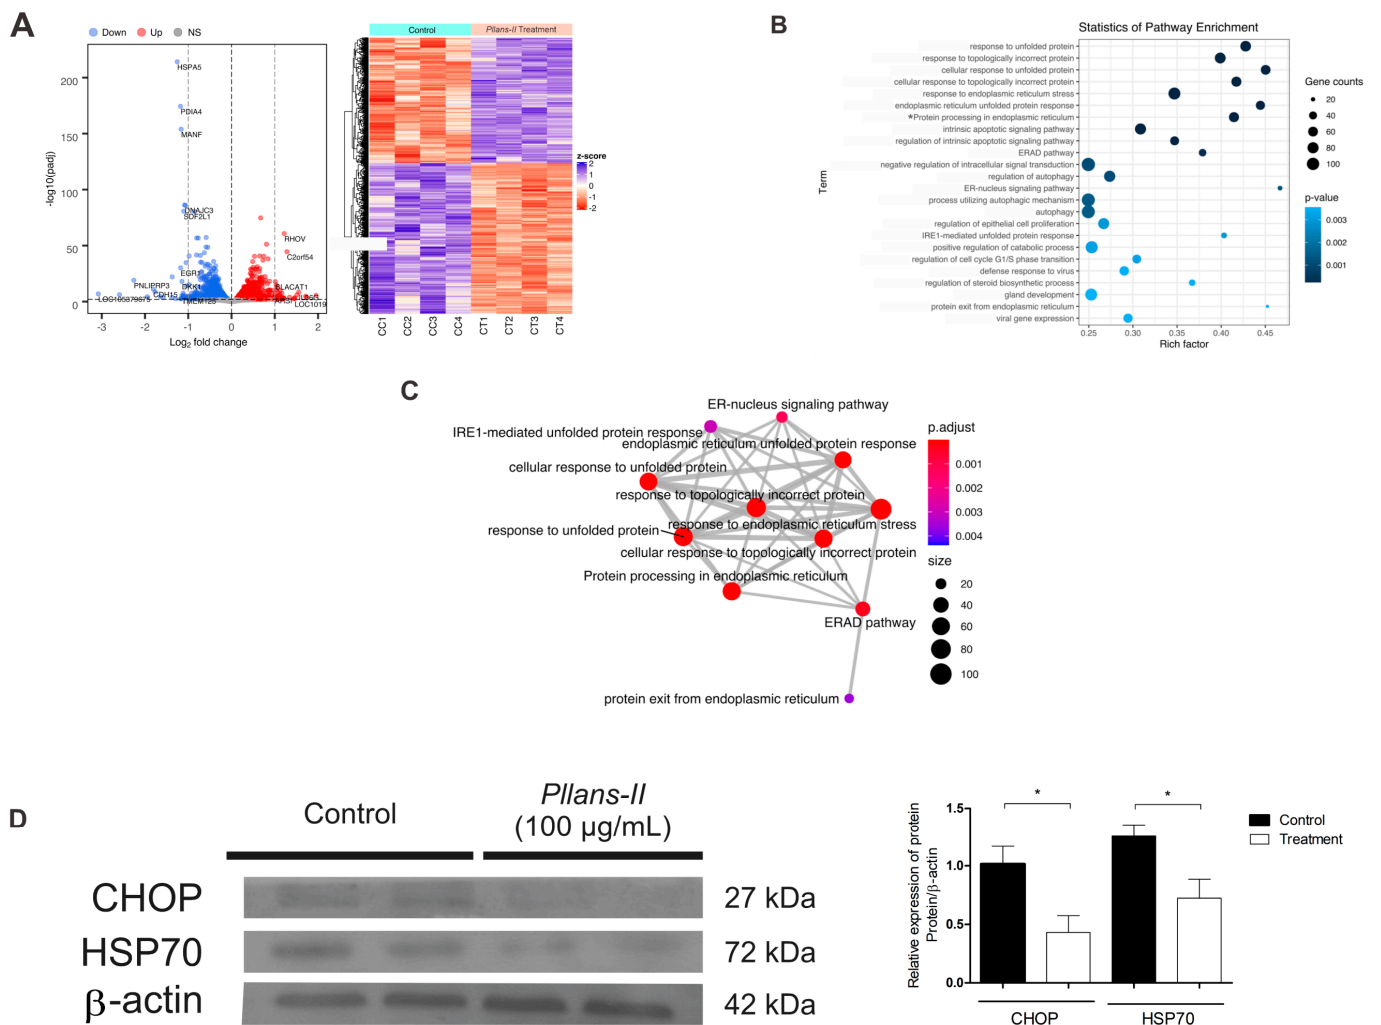 A
Down Up NS
-log10(padj)
200
150
100
50
0
-3 -2 -1 0 1 2
Log2 fold change
HSPA5
PDIA4
MANF
DNAJC3
SDF2L1
RHOV
C2orf54
EGR1
PNLIPRP3
DKK1
CDH15
LOC105379875
TMEM125
BLACAT1
LOC1019
Control
Pllans-II Treatment
z-score
2
1
0
-1
-2
CC1 CC2 CC3 CC4 CT1 CT2 CT3 CT4
B
Statistics of Pathway Enrichment
Term
response to unfolded protein
response to topologically incorrect protein
cellular response to unfolded protein
cellular response to topologically incorrect protein
response to endoplasmic reticulum stress
endoplasmic reticulum unfolded protein response
*Protein processing in endoplasmic reticulum
intrinsic apoptotic signaling pathway
regulation of intrinsic apoptotic signaling pathway
ERAD pathway
negative regulation of intracellular signal transduction
regulation of autophagy
ER-nucleus signaling pathway
process utilizing autophagic mechanism
autophagy
regulation of epithelial cell proliferation
IRE1-mediated unfolded protein response
positive regulation of catabolic process
regulation of cell cycle G1/S phase transition
defense response to virus
regulation of steroid biosynthetic process
gland development
protein exit from endoplasmic reticulum
viral gene expression
0.25 0.30 0.35 0.40 0.45
Rich factor
Gene counts
20
40
60
80
100
p-value
0.003
0.002
0.001
C
ER-nucleus signaling pathway
IRE1-mediated unfolded protein response
endoplasmic reticulum unfolded protein response
cellular response to unfolded protein
response to topologically incorrect protein
response to endoplasmic reticulum stress
response to unfolded protein
cellular response to topologically incorrect protein
Protein processing in endoplasmic reticulum
ERAD pathway
protein exit from endoplasmic reticulum
p.adjust
0.001
0.002
0.003
0.004
size
20
40
60
80
100
D
Control
Pllans-II
(100 µg/mL)
CHOP 27 kDa
HSP70 72 kDa
β-actin 42 kDa
Relative expression of protein
Protein/β-actin
1.5
1.0
0.5
0.0
* *
CHOP HSP70
Control
Treatment